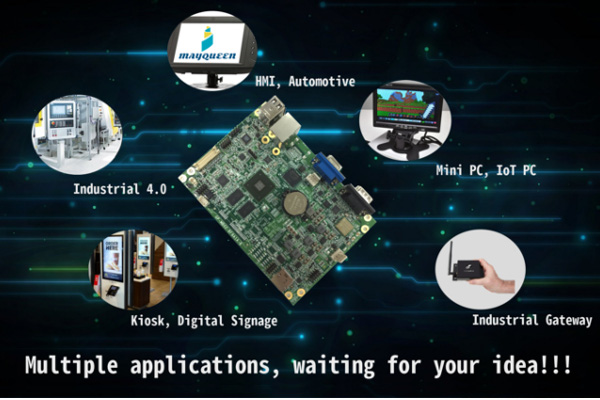 MAYQUEEN
HMI, Automotive
Mini PC, IoT PC
Industrial 4.0
Kiosk, Digital Signage
Industrial Gateway
Multiple applications, waiting for your idea!!!